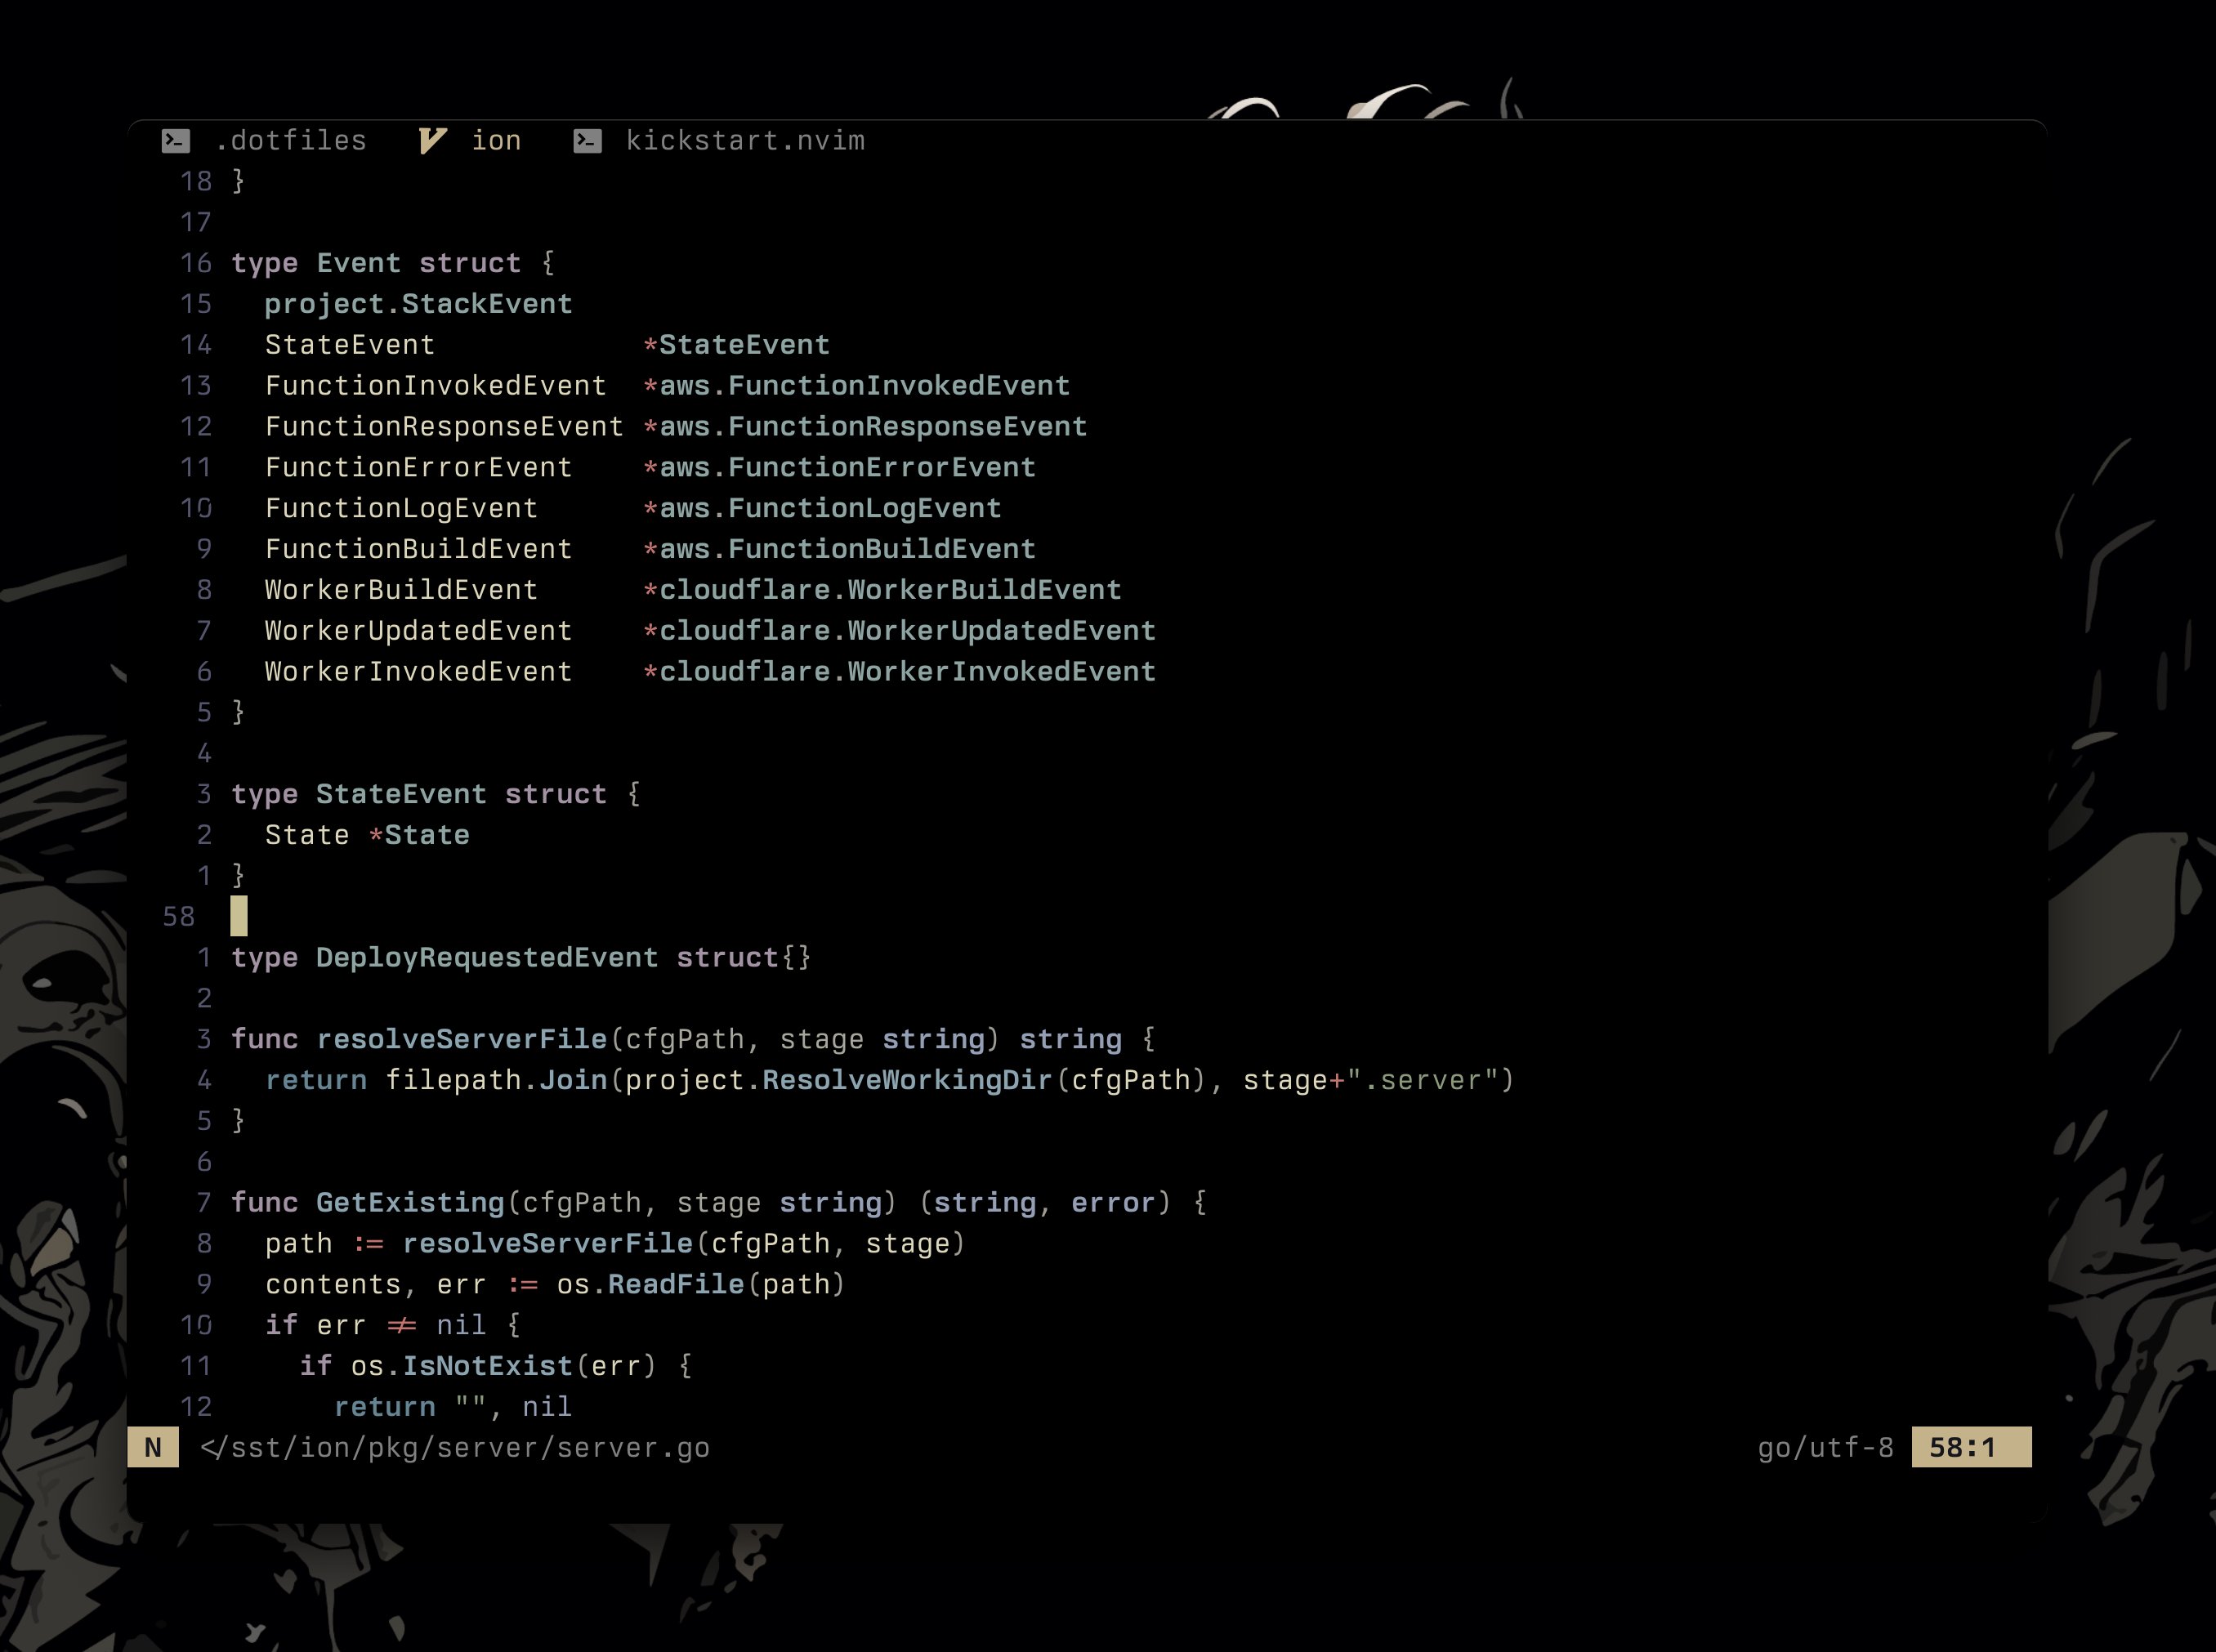 .dotfiles ion kickstart.nvim
18 }
17
16 type Event struct {
15   project.StackEvent
14   StateEvent            *StateEvent
13   FunctionInvokedEvent  *aws.FunctionInvokedEvent
12   FunctionResponseEvent *aws.FunctionResponseEvent
11   FunctionErrorEvent    *aws.FunctionErrorEvent
10   FunctionLogEvent      *aws.FunctionLogEvent
9   FunctionBuildEvent    *aws.FunctionBuildEvent
8   WorkerBuildEvent      *cloudflare.WorkerBuildEvent
7   WorkerUpdatedEvent    *cloudflare.WorkerUpdatedEvent
6   WorkerInvokedEvent    *cloudflare.WorkerInvokedEvent
5 }
4
3 type StateEvent struct {
2   State *State
1 }
58
1 type DeployRequestedEvent struct{}
2
3 func resolveServerFile(cfgPath, stage string) string {
4   return filepath.Join(project.ResolveWorkingDir(cfgPath), stage+".server")
5 }
6
7 func GetExisting(cfgPath, stage string) (string, error) {
8   path := resolveServerFile(cfgPath, stage)
9   contents, err := os.ReadFile(path)
10   if err != nil {
11     if os.IsNotExist(err) {
12       return "", nil
N </sst/ion/pkg/server/server.go go/utf-8 58:1